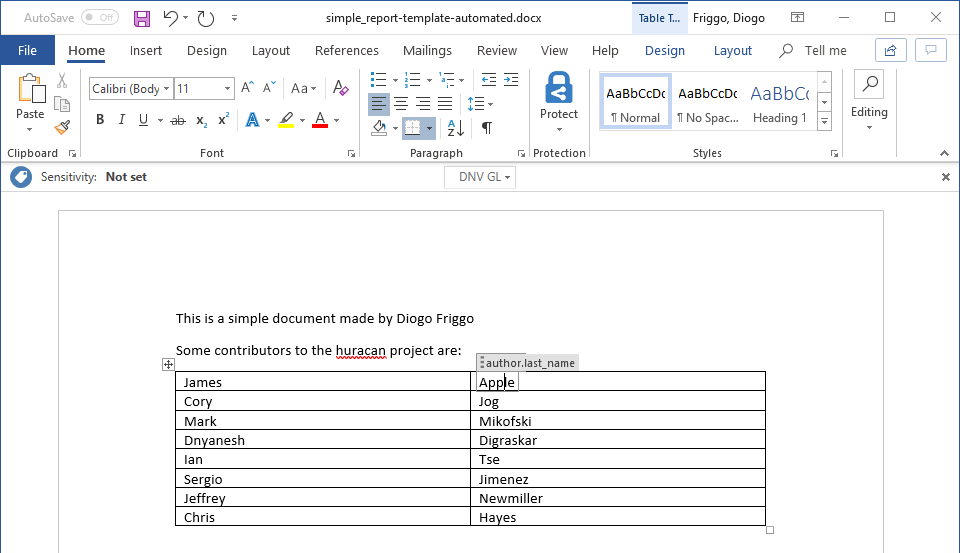 AutoSave Off simple_report-template-automated.docx Table T... Friggo, Diogo
File Home Insert Design Layout References Mailings Review View Help Design Layout Tell me
Calibri (Body 11 Aa
Paste B I U ab x2 x2 A A A Z Protect Editing
AaBbCcDc AaBbCcDc AaBbCc
¶ Normal ¶ No Spac... Heading 1
Clipboard Font Paragraph Protection Styles
Sensitivity: Not set DNV GL
This is a simple document made by Diogo Friggo
Some contributors to the huracan project are:
author.last_name
James Apple
Cory Jog
Mark Mikofski
Dnyanesh Digraskar
Ian Tse
Sergio Jimenez
Jeffrey Newmiller
Chris Hayes